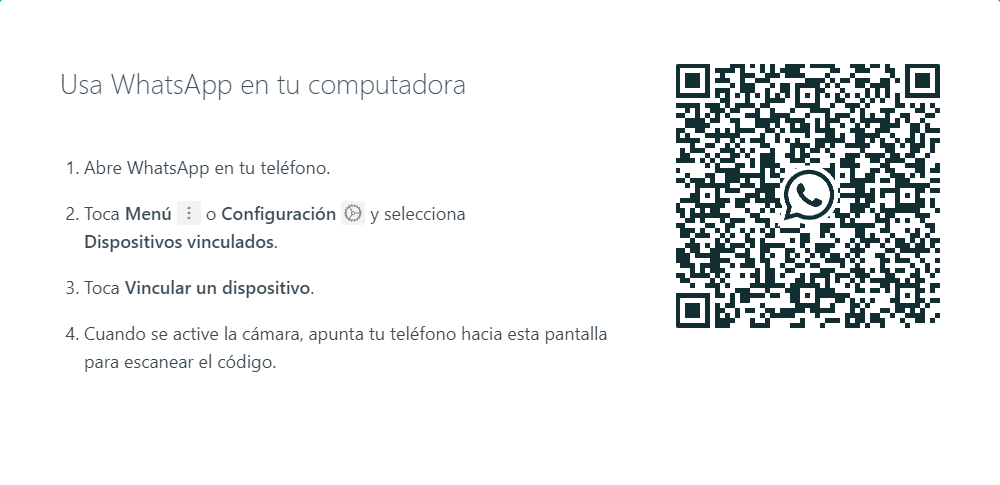 Usa WhatsApp en tu computadora
1. Abre WhatsApp en tu teléfono.
2. Toca Menú o Configuración y selecciona
Dispositivos vinculados.
3. Toca Vincular un dispositivo.
4. Cuando se active la cámara, apunta tu teléfono hacia esta pantalla
para escanear el código.